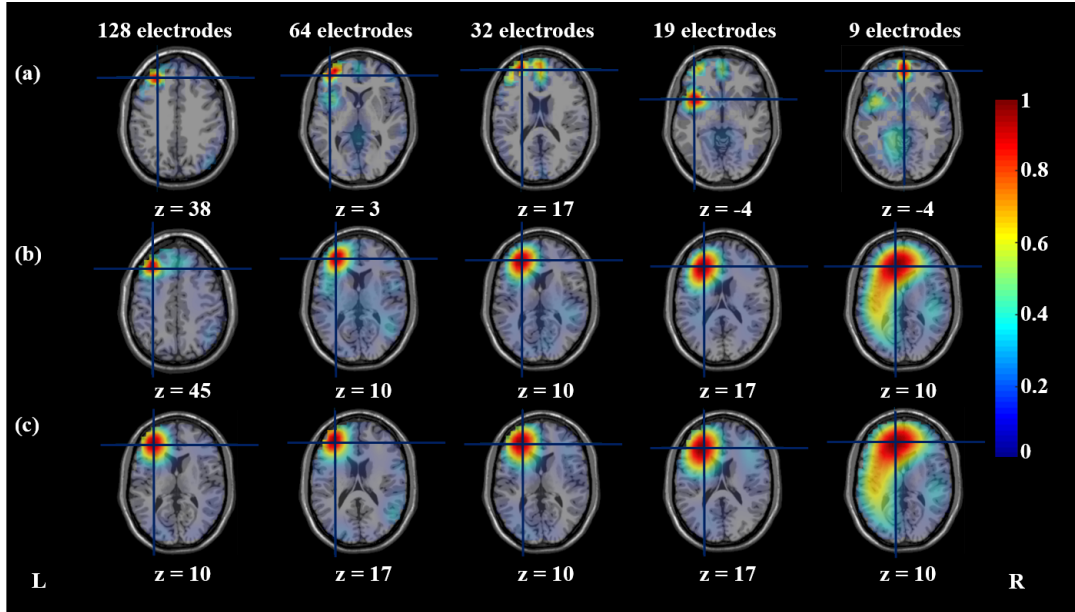 128 electrodes 64 electrodes 32 electrodes 19 electrodes 9 electrodes
(a)
1
z = 38 z = 3 z = 17 z = -4 z = -4
0.8
(b)
0.6
0.4
z = 45 z = 10 z = 10 z = 17 z = 10
0.2
(c)
0
z = 10 z = 17 z = 10 z = 17 z = 10
L R